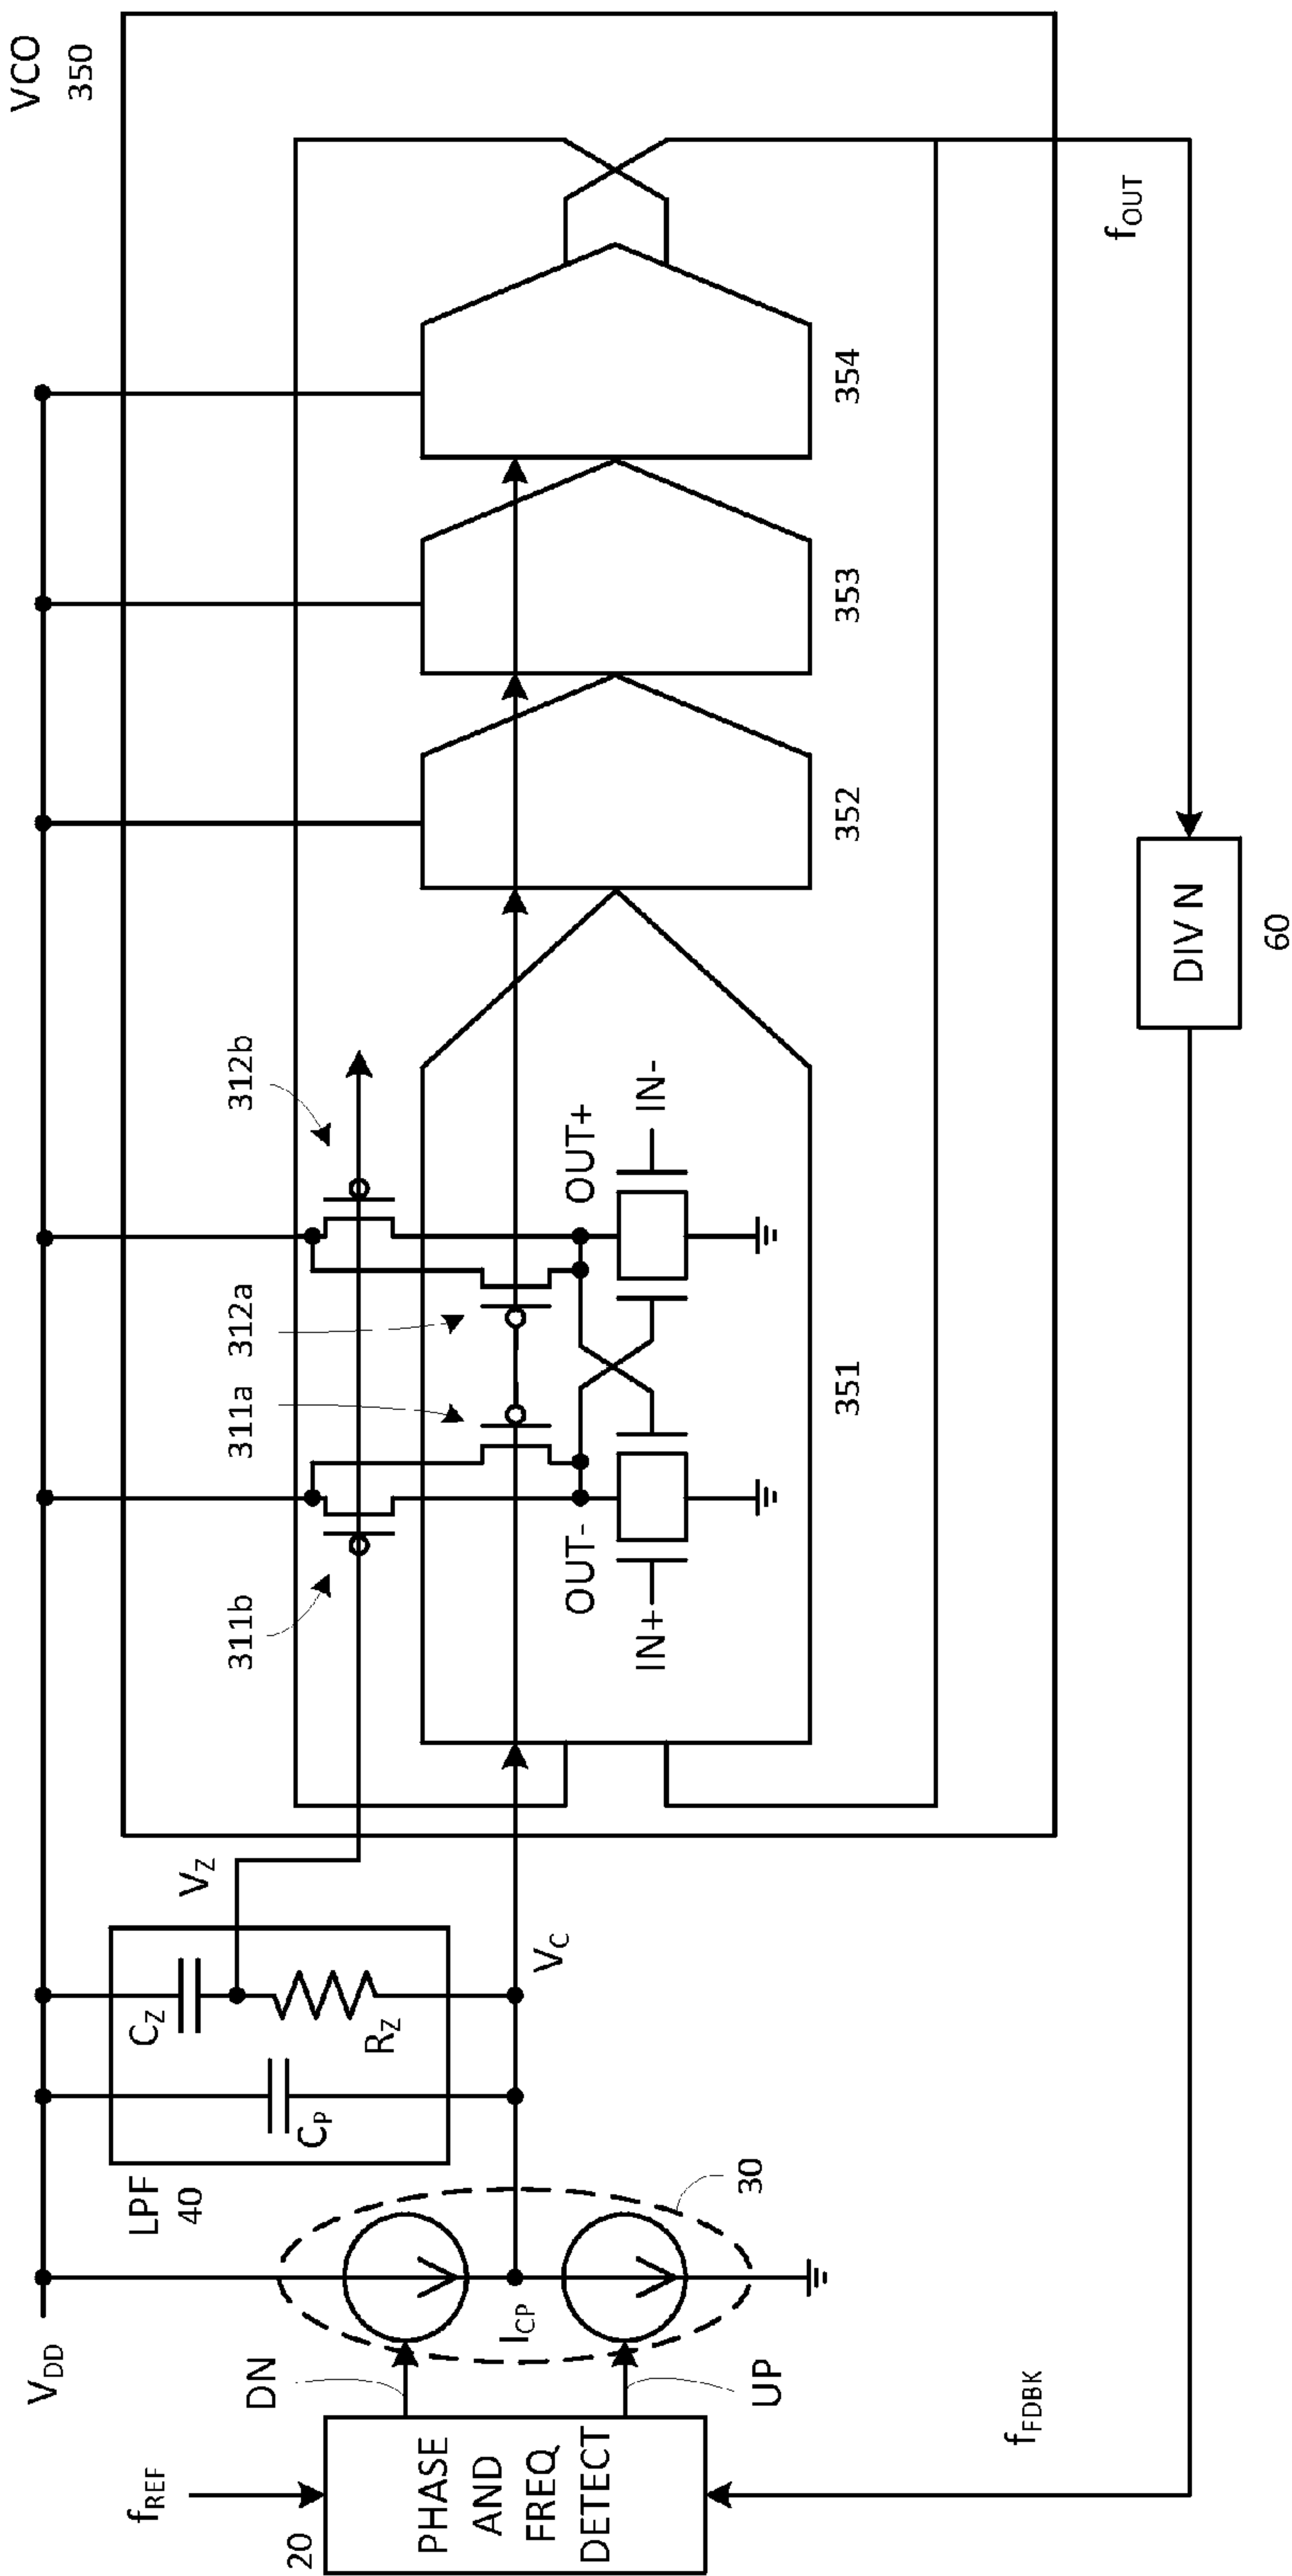 VCO
350
V_DD
LPF
40
C_Z
V_Z
C_P
R_Z
311b
311a
312a
312b
f_REF
20
DN
PHASE
AND
FREQ
DETECT
I_CP
UP
30
V_C
OUT-
OUT+
IN+
IN-
351
352
353
354
f_OUT
f_FDBK
DIV N
60